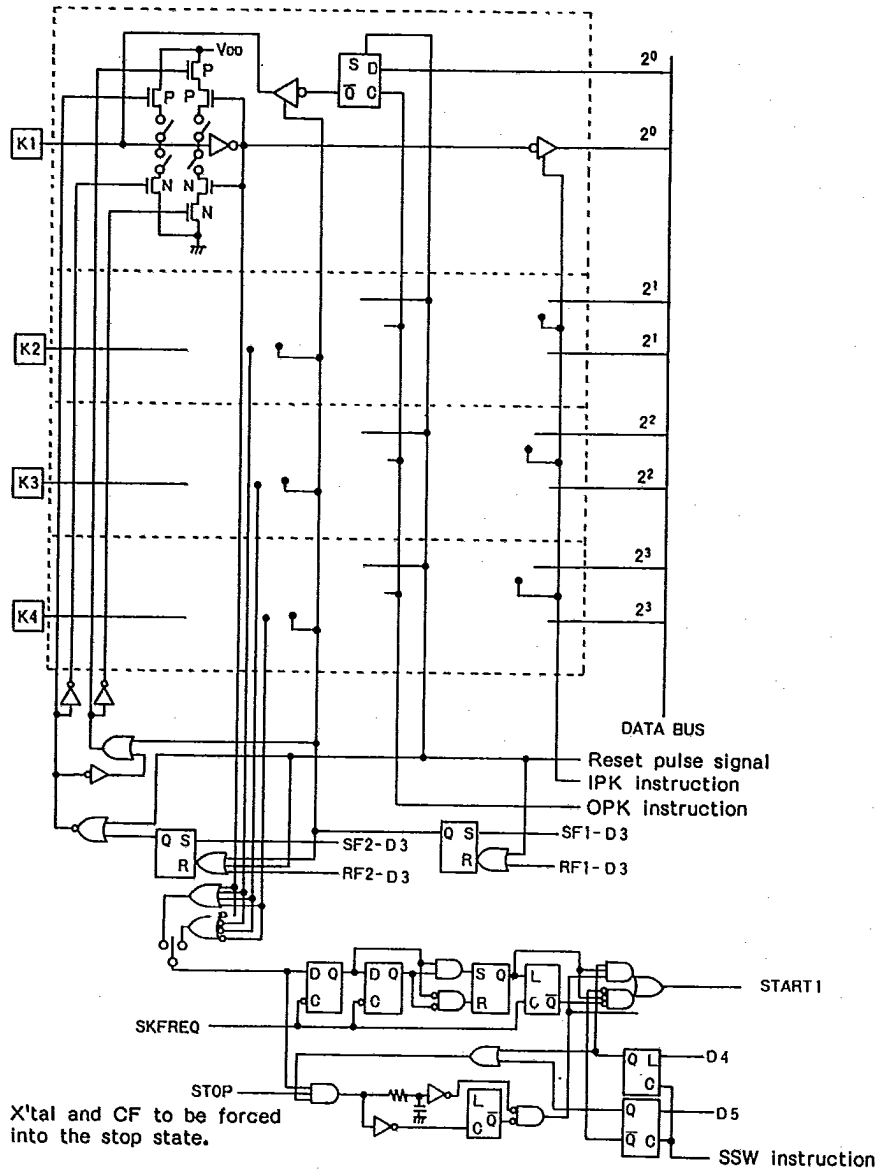 VDD
P
P P
N N
N
S D
Q̅ C
2⁰
K1
2⁰
2¹
K2
2¹
2²
K3
2²
2³
K4
2³
DATA BUS
Reset pulse signal
IPK instruction
OPK instruction
Q S
R
SF2-D3
RF2-D3
Q S
R
SF1-D3
RF1-D3
D Q
C
D Q
C
S Q
R
L
C Q̅
START1
SKFREQ
Q L
C
D4
STOP
L
C Q̅
Q
Q̅ C
D5
X'tal and CF to be forced
into the stop state.
SSW instruction